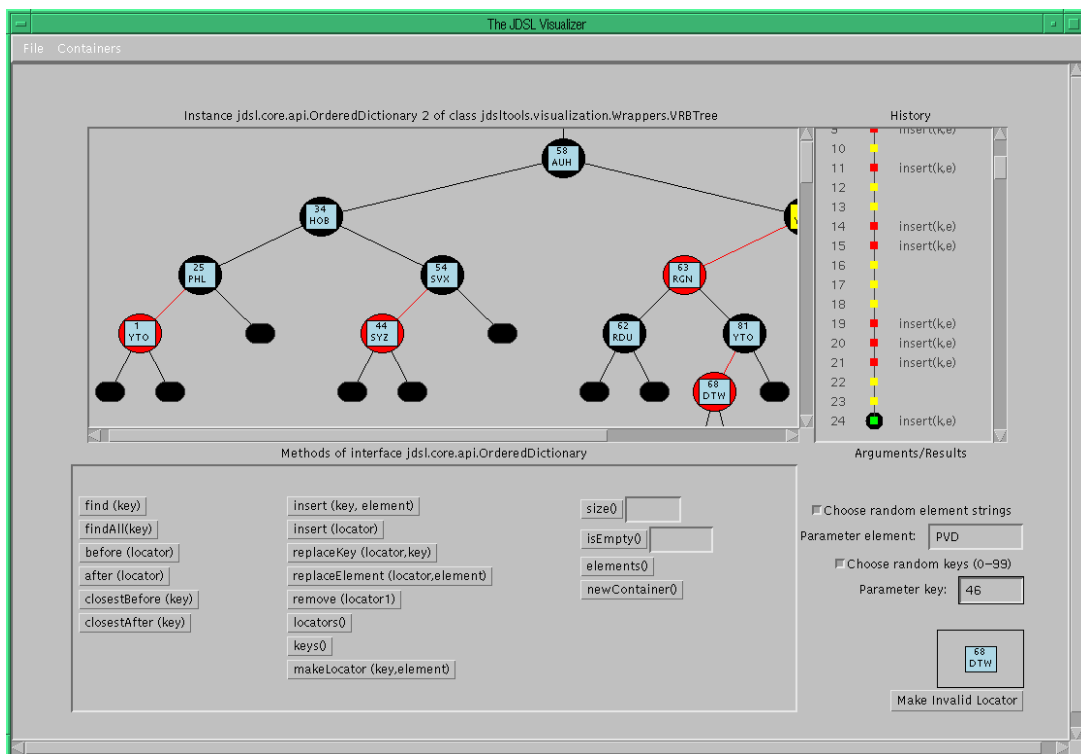 The JDSL Visualizer
File Containers
Instance jdsl.core.api.OrderedDictionary 2 of class jdsltools.visualization.Wrappers.VRBTree
58
AUH
34
HOB
25
PHL
54
SVX
63
RGN
1
YTO
44
SYZ
62
RDU
81
YTO
68
DTW
Y
History
9 insert(k,e)
10
11 insert(k,e)
12
13
14 insert(k,e)
15 insert(k,e)
16
17
18
19 insert(k,e)
20 insert(k,e)
21 insert(k,e)
22
23
24 insert(k,e)
Methods of interface jdsl.core.api.OrderedDictionary
find (key)
findAll(key)
before (locator)
after (locator)
closestBefore (key)
closestAfter (key)
insert (key, element)
insert (locator)
replaceKey (locator,key)
replaceElement (locator,element)
remove (locator1)
locators()
keys()
makeLocator (key,element)
size()
isEmpty()
elements()
newContainer()
Arguments/Results
Choose random element strings
Parameter element: PVD
Choose random keys (0-99)
Parameter key: 46
68
DTW
Make Invalid Locator